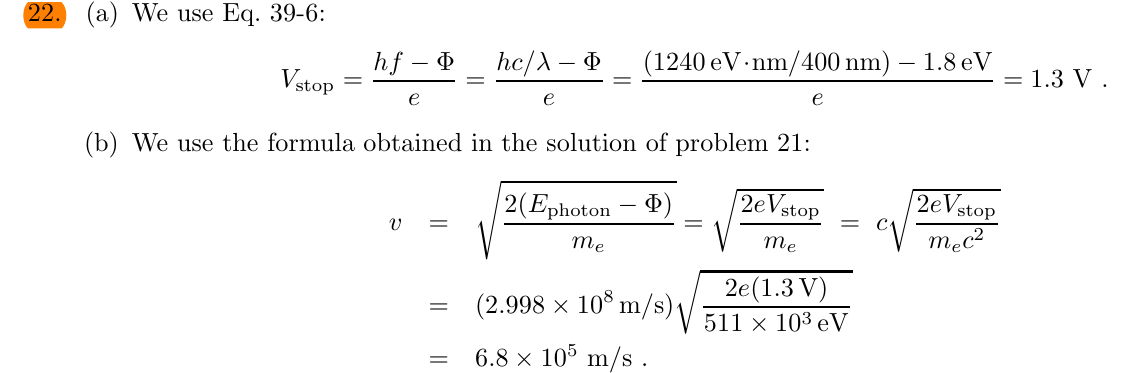 22. (a) We use Eq. 39-6:
V_stop = (hf − Φ)/e = (hc/λ − Φ)/e = ((1240 eV·nm/400 nm) − 1.8 eV)/e = 1.3 V .
(b) We use the formula obtained in the solution of problem 21:
v = √(2(E_photon − Φ)/m_e) = √(2eV_stop/m_e) = c√(2eV_stop/m_ec²)
= (2.998 × 10⁸ m/s)√(2e(1.3 V)/511 × 10³ eV)
= 6.8 × 10⁵ m/s .